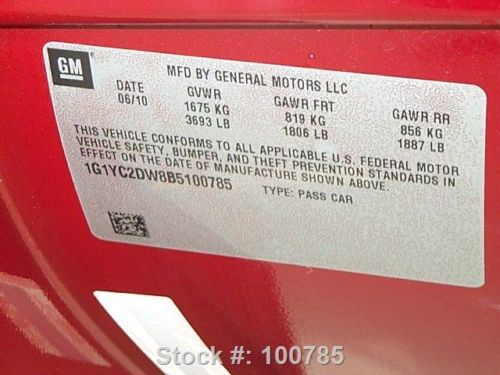 GM
MFD BY GENERAL MOTORS LLC
DATE GVWR GAWR FRT GAWR RR
06/10 1675 KG 819 KG 856 KG
3693 LB 1806 LB 1887 LB
THIS VEHICLE CONFORMS TO ALL APPLICABLE U.S. FEDERAL MOTOR
VEHICLE SAFETY, BUMPER, AND THEFT PREVENTION STANDARDS IN
EFFECT ON THE DATE OF MANUFACTURE SHOWN ABOVE.
1G1YC2DW8B5100785 TYPE: PASS CAR
Stock #: 100785